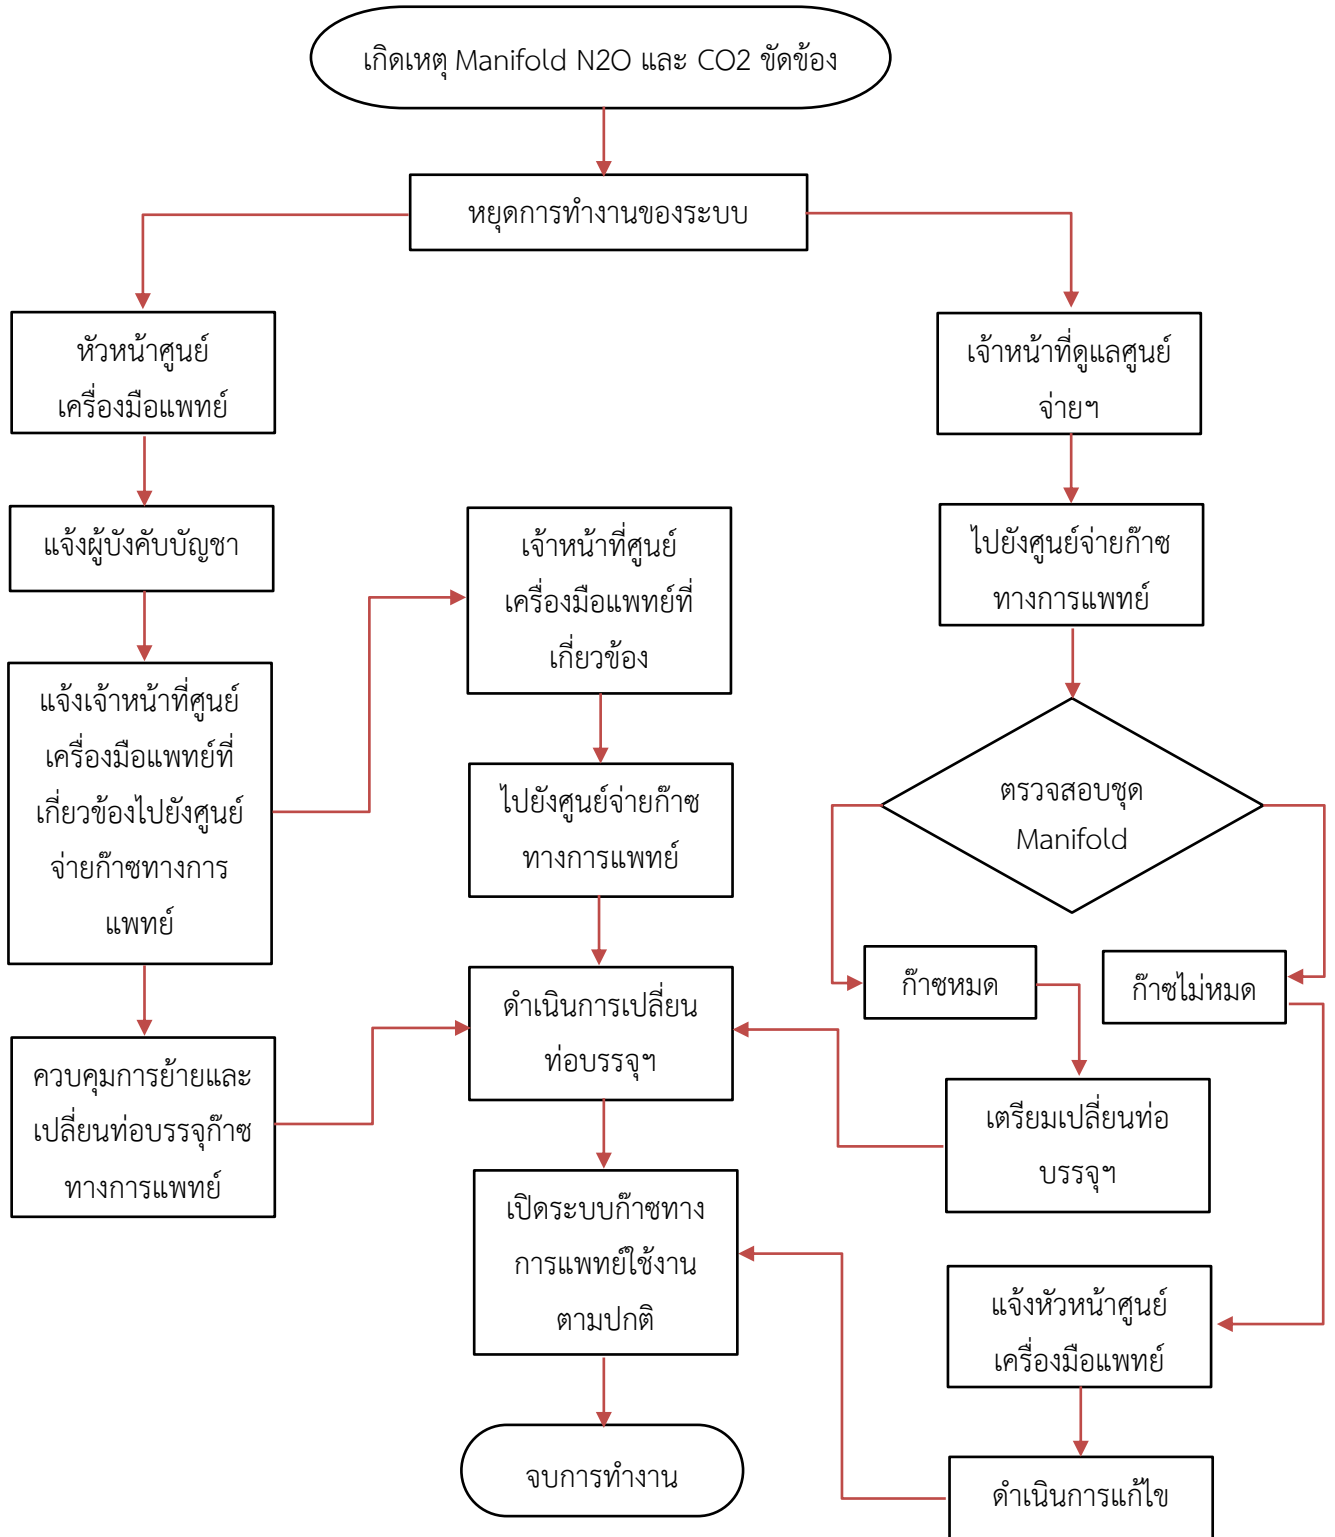 เกิดเหตุ Manifold N2O และ CO2 ขัดข้อง
หยุดการทำงานของระบบ
หัวหน้าศูนย์
เครื่องมือแพทย์
แจ้งผู้บังคับบัญชา
แจ้งเจ้าหน้าที่ศูนย์
เครื่องมือแพทย์ที่
เกี่ยวข้องไปยังศูนย์
จ่ายก๊าซทางการ
แพทย์
ควบคุมการย้ายและ
เปลี่ยนท่อบรรจุก๊าซ
ทางการแพทย์
เจ้าหน้าที่ศูนย์
เครื่องมือแพทย์ที่
เกี่ยวข้อง
ไปยังศูนย์จ่ายก๊าซ
ทางการแพทย์
ดำเนินการเปลี่ยน
ท่อบรรจุฯ
เปิดระบบก๊าซทาง
การแพทย์ใช้งาน
ตามปกติ
จบการทำงาน
เจ้าหน้าที่ดูแลศูนย์
จ่ายฯ
ไปยังศูนย์จ่ายก๊าซ
ทางการแพทย์
ตรวจสอบชุด
Manifold
ก๊าซหมด
ก๊าซไม่หมด
เตรียมเปลี่ยนท่อ
บรรจุฯ
แจ้งหัวหน้าศูนย์
เครื่องมือแพทย์
ดำเนินการแก้ไข